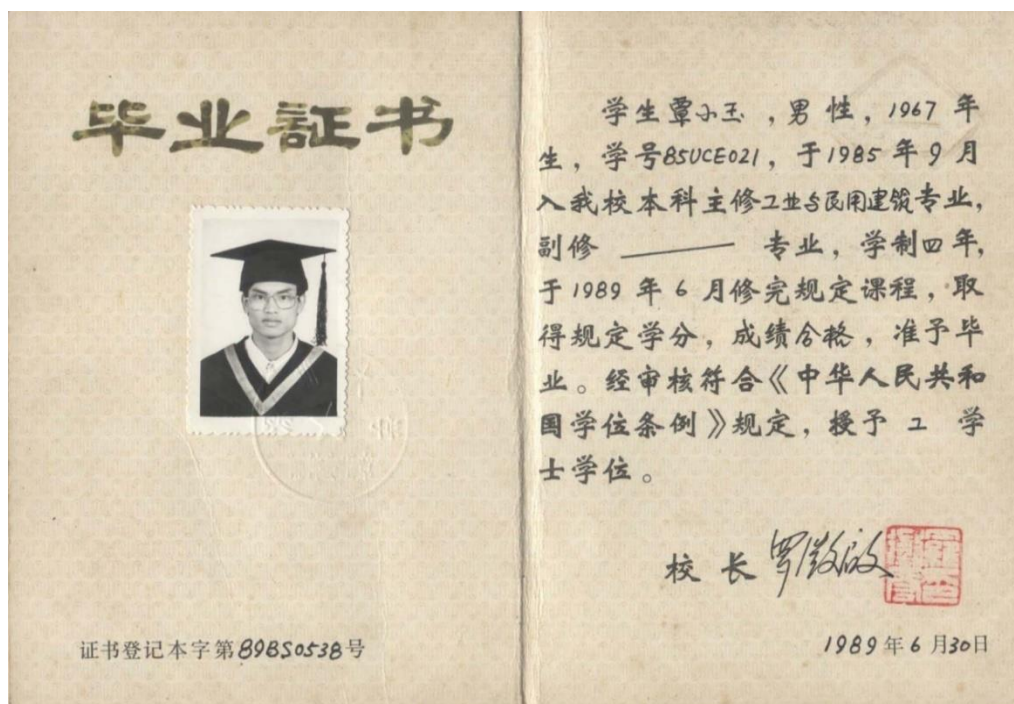 毕业証书
证书登记本字第89BS0538号
学生覃小玉，男性，1967年
生，学号85UCE021，于1985年9月
入我校本科主修工业与民用建筑专业，
副修 ——— 专业，学制四年，
于1989年6月修完规定课程，取
得规定学分，成绩合格，准予毕
业。经审核符合《中华人民共和
国学位条例》规定，授予 工 学
士学位。
校长 罗徵启
1989年6月30日